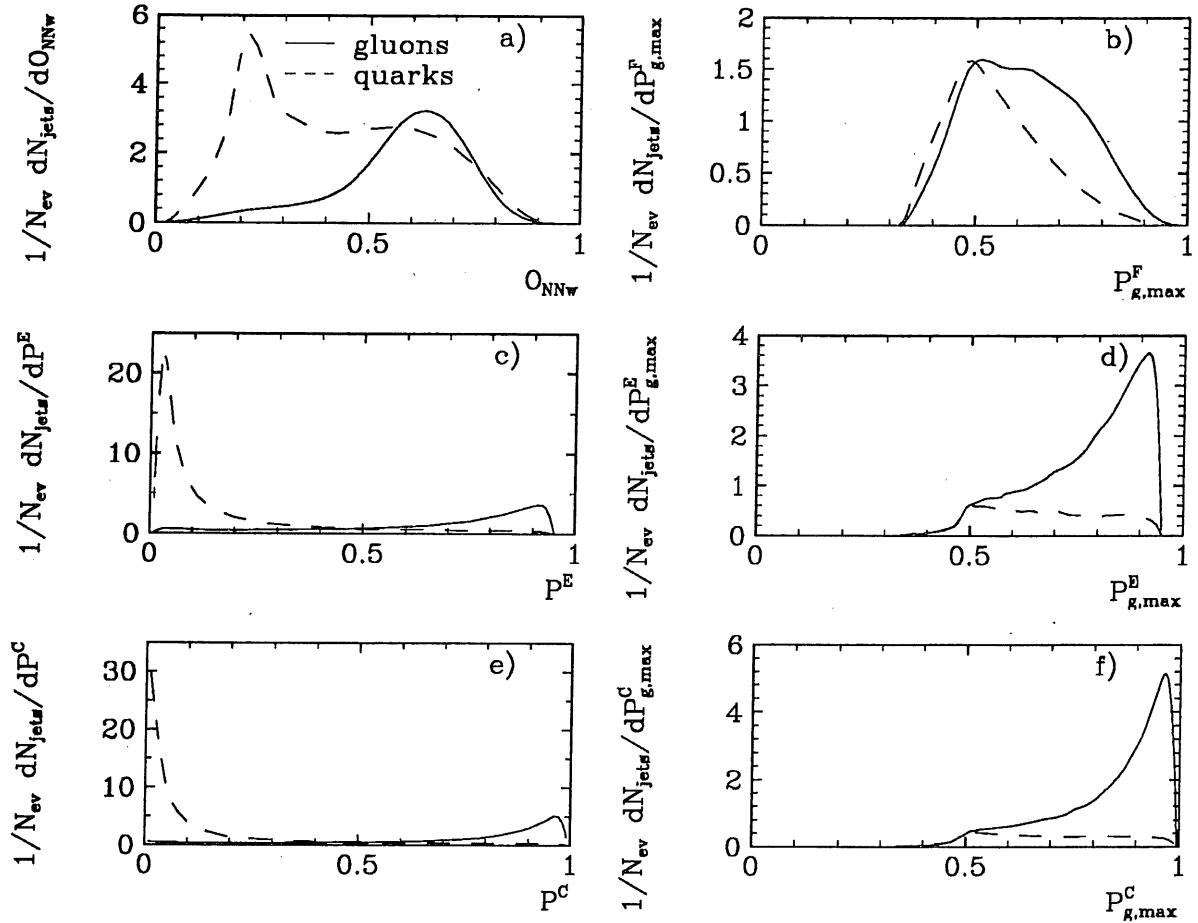 1/N_ev dN_jets/dO_NNw
6
4
2
0
a)
gluons
quarks
0
0.5
1
O_NNw
1/N_ev dN_jets/dP^F_g,max
2
1.5
1
0.5
0
b)
0
0.5
1
P^F_g,max
1/N_ev dN_jets/dP^E
20
10
0
c)
0
0.5
1
P^E
1/N_ev dN_jets/dP^E_g,max
4
3
2
1
0
d)
0
0.5
1
P^E_g,max
1/N_ev dN_jets/dP^C
30
20
10
0
e)
0
0.5
1
P^C
1/N_ev dN_jets/dP^C_g,max
6
4
2
0
f)
0
0.5
1
P^C_g,max